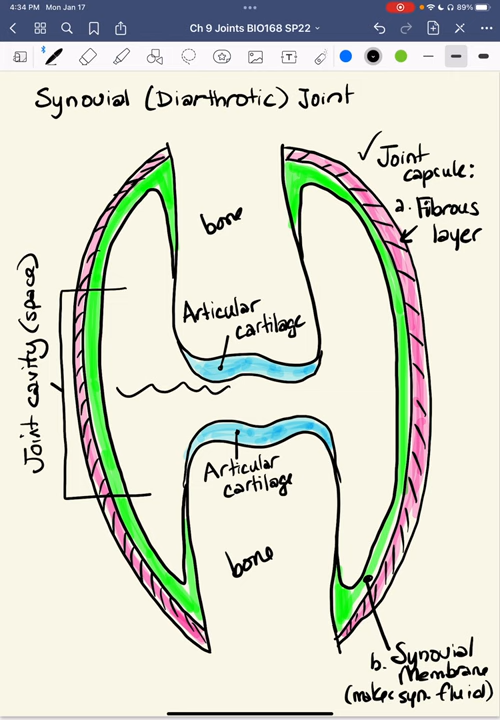 4:34 PM Mon Jan 17
89%
Ch 9 Joints BIO168 SP22
Synovial (Diarthrotic) Joint
✓ Joint
capsule:
a. Fibrous
layer
bone
Articular
cartilage
Joint cavity (space)
Articular
cartilage
bone
b. Synovial
Membrane
(makes syn. fluid)